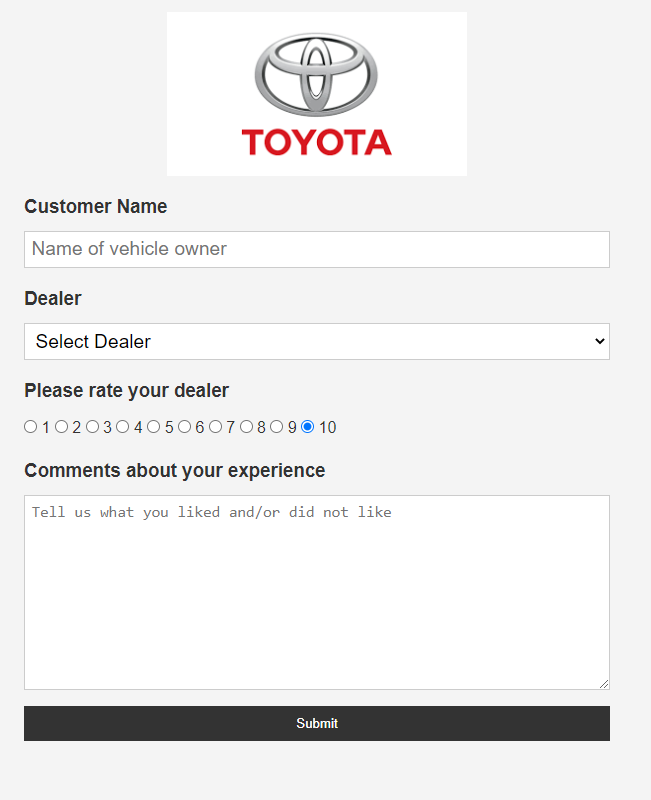 TOYOTA
Customer Name
Name of vehicle owner
Dealer
Select Dealer
Please rate your dealer
1 2 3 4 5 6 7 8 9 10
Comments about your experience
Tell us what you liked and/or did not like
Submit